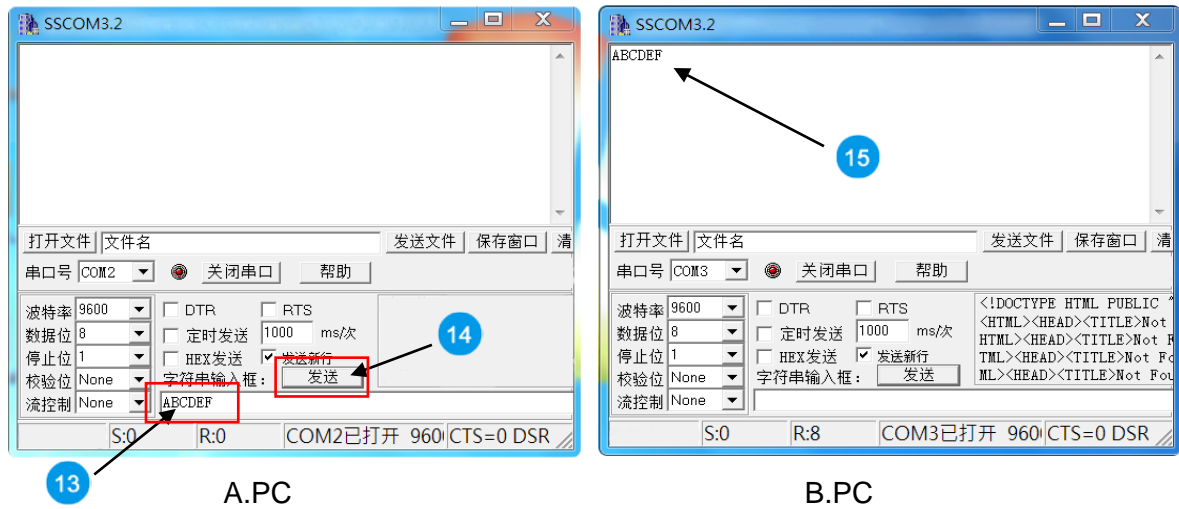 SSCOM3.2
打开文件 文件名 发送文件 保存窗口 清
串口号 COM2 关闭串口 帮助
波特率 9600 DTR RTS
数据位 8 定时发送 1000 ms/次
停止位 1 HEX发送 发送新行
校验位 None 字符串输入框: 发送
流控制 None ABCDEF
S:0 R:0 COM2已打开 960 CTS=0 DSR
14
13
A.PC
SSCOM3.2
ABCDEF
15
打开文件 文件名 发送文件 保存窗口 清
串口号 COM3 关闭串口 帮助
波特率 9600 DTR RTS
数据位 8 定时发送 1000 ms/次
停止位 1 HEX发送 发送新行
校验位 None 字符串输入框: 发送
流控制 None
<!DOCTYPE HTML PUBLIC
<HTML><HEAD><TITLE>Not
HTML><HEAD><TITLE>Not
TML><HEAD><TITLE>Not
ML><HEAD><TITLE>Not
S:0 R:8 COM3已打开 960 CTS=0 DSR
B.PC